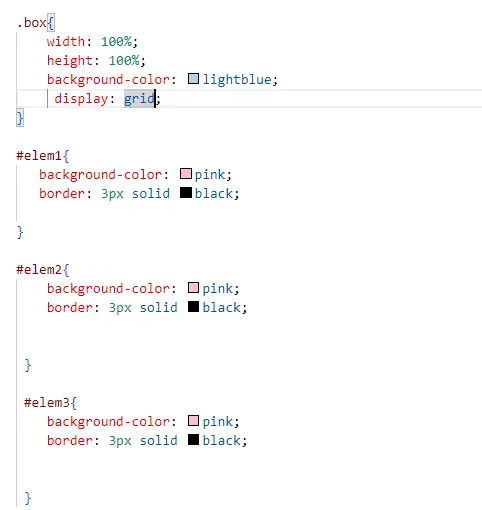 .box{
width: 100%;
height: 100%;
background-color: lightblue;
display: grid;
}
#elem1{
background-color: pink;
border: 3px solid black;
}
#elem2{
background-color: pink;
border: 3px solid black;
}
#elem3{
background-color: pink;
border: 3px solid black;
}